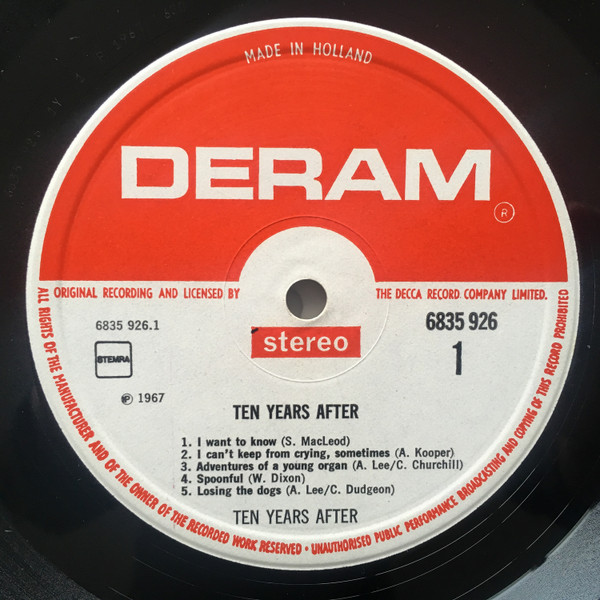 MADE IN HOLLAND
DERAM
R
ORIGINAL RECORDING AND LICENSED BY THE DECCA RECORD COMPANY LIMITED.
6835 926.1
6835 926
stereo
1
STEMRA
℗ 1967
TEN YEARS AFTER
1. I want to know (S. MacLeod)
2. I can't keep from crying, sometimes (A. Kooper)
3. Adventures of a young organ (A. Lee/C. Churchill)
4. Spoonful (W. Dixon)
5. Losing the dogs (A. Lee/C. Dudgeon)
TEN YEARS AFTER
ALL RIGHTS OF THE MANUFACTURER AND OF THE OWNER OF THE RECORDED WORK RESERVED · UNAUTHORISED PUBLIC PERFORMANCE BROADCASTING AND COPYING OF THIS RECORD PROHIBITED